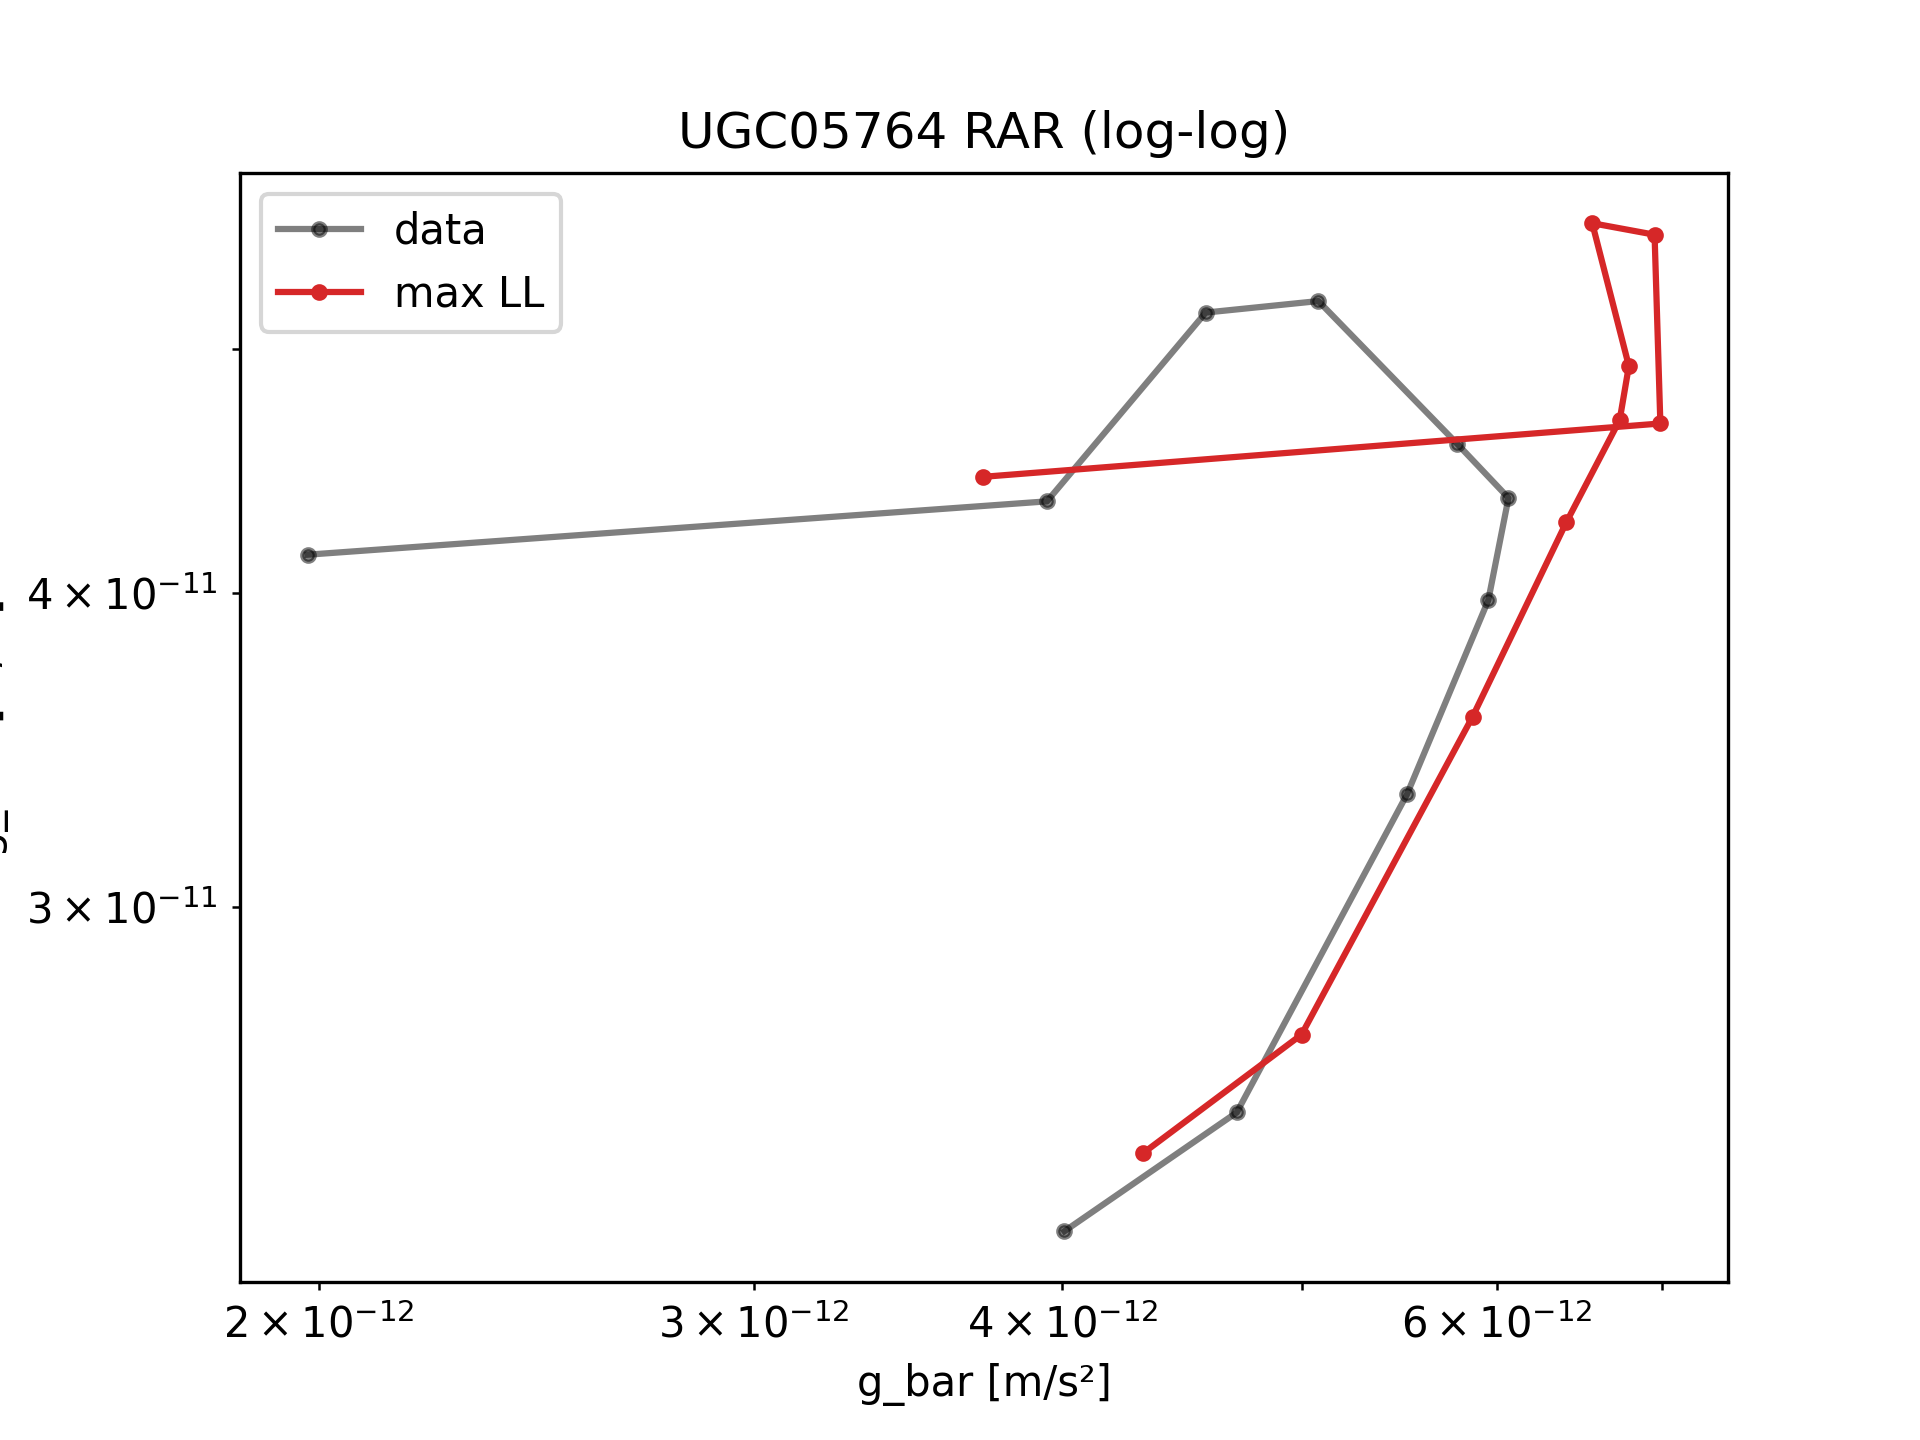 UGC05764 RAR (log-log)
data
max LL
4 × 10⁻¹¹
3 × 10⁻¹¹
2 × 10⁻¹² 3 × 10⁻¹² 4 × 10⁻¹² 6 × 10⁻¹²
g_bar [m/s²]